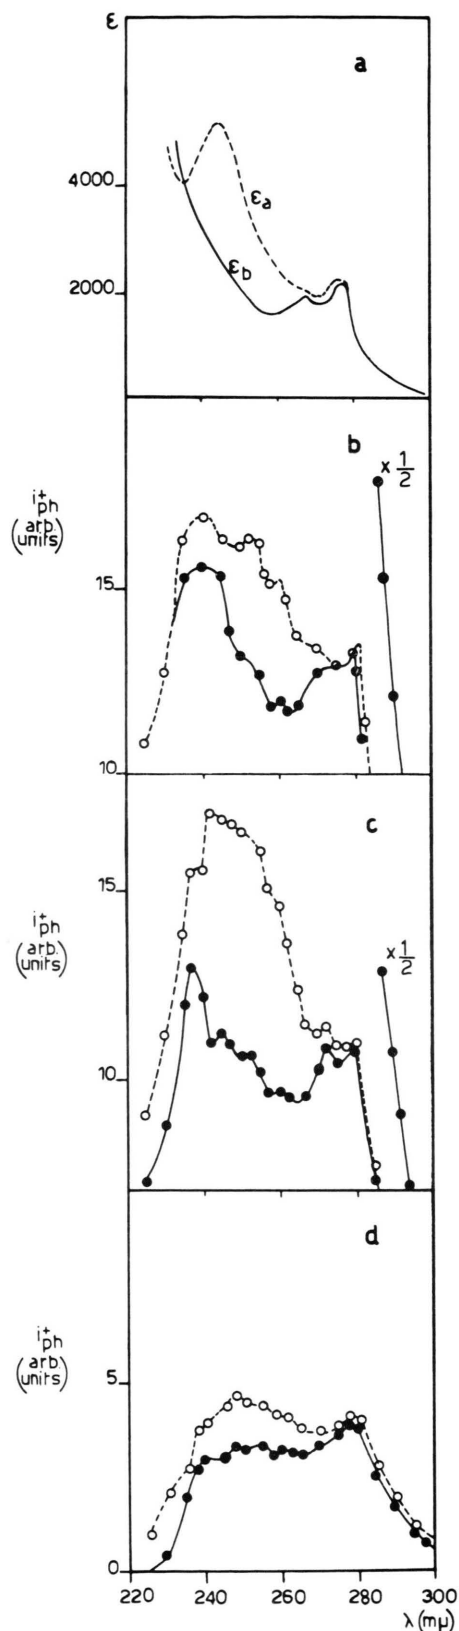 ε
a
4000
εa
εb
2000
b
× 1/2
i+ph
(arb.
units)
15
10
c
i+ph
(arb.
units)
15
× 1/2
10
d
i+ph
(arb.
units)
5
0
220 240 260 280 300
λ(mμ)